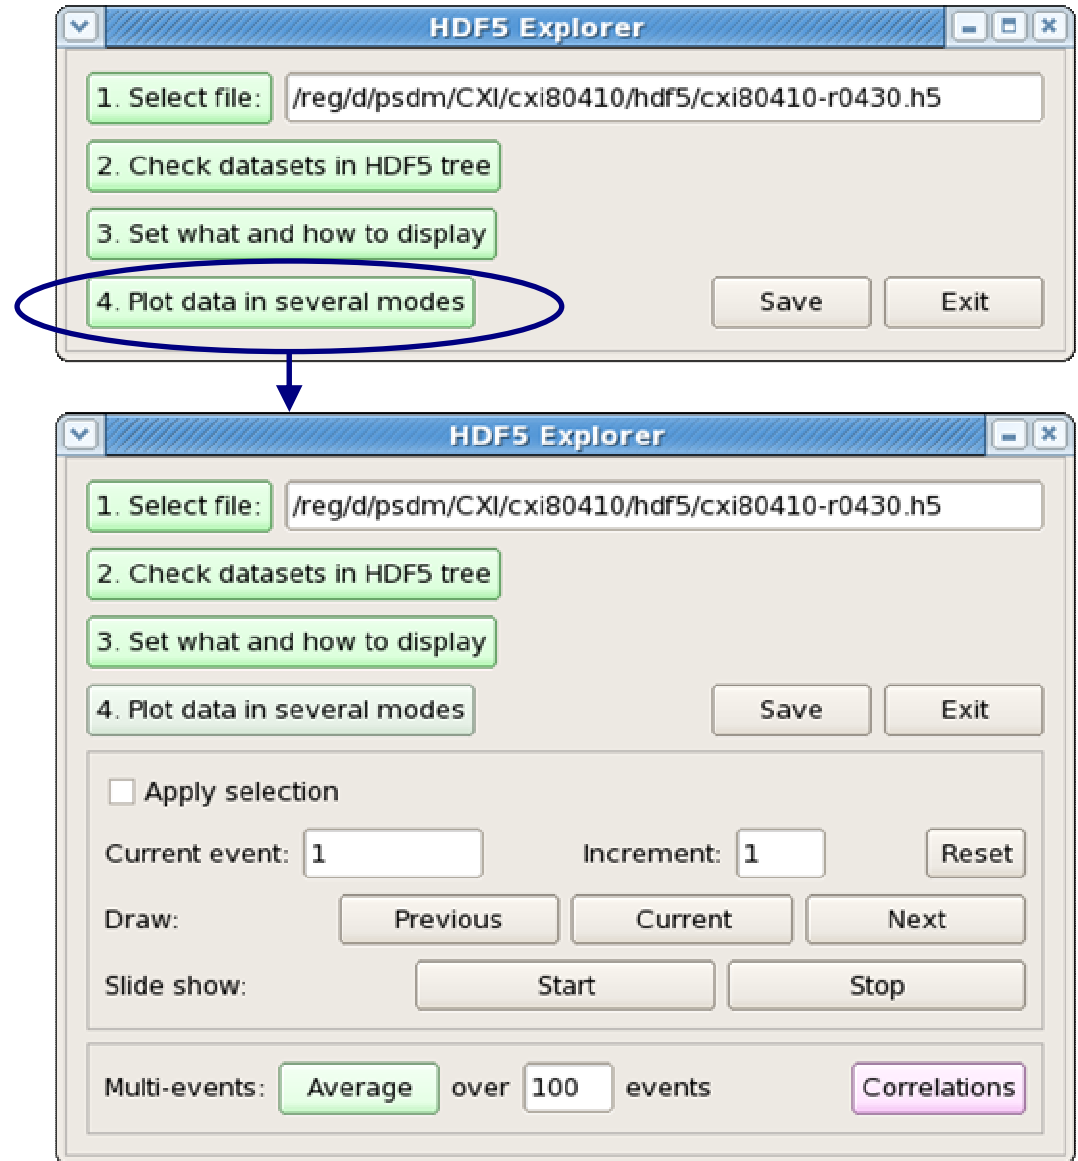 HDF5 Explorer
1. Select file: /reg/d/psdm/CXI/cxi80410/hdf5/cxi80410-r0430.h5
2. Check datasets in HDF5 tree
3. Set what and how to display
4. Plot data in several modes Save Exit
HDF5 Explorer
1. Select file: /reg/d/psdm/CXI/cxi80410/hdf5/cxi80410-r0430.h5
2. Check datasets in HDF5 tree
3. Set what and how to display
4. Plot data in several modes Save Exit
Apply selection
Current event: 1 Increment: 1 Reset
Draw: Previous Current Next
Slide show: Start Stop
Multi-events: Average over 100 events Correlations